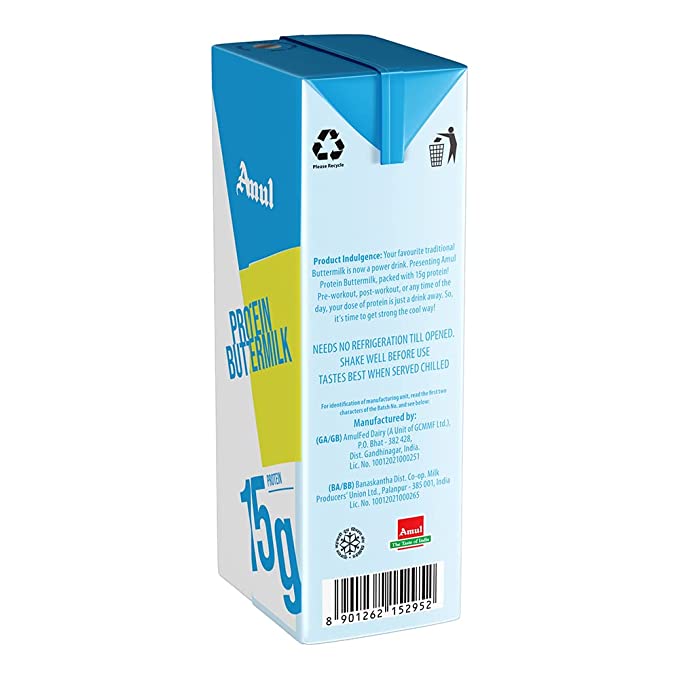 Amul
PROTEIN
BUTTERMILK
PROTEIN
15g
Please Recycle
Product Indulgence: Your favourite traditional
Buttermilk is now a power drink. Presenting Amul
Protein Buttermilk, packed with 15g protein!
Pre-workout, post-workout, or any time of the
day, your dose of protein is just a drink away. So,
it's time to get strong the cool way!
NEEDS NO REFRIGERATION TILL OPENED.
SHAKE WELL BEFORE USE
TASTES BEST WHEN SERVED CHILLED
For identification of manufacturing unit, read the first two
characters of the Batch No. and see below:
Manufactured by:
(GA/GB) AmulFed Dairy (A Unit of GCMMF Ltd.),
P.O. Bhat - 382 428,
Dist. Gandhinagar, India.
Lic. No. 10012021000251
(BA/BB) Banaskantha Dist. Co-op. Milk
Producers' Union Ltd., Palanpur - 385 001, India
Lic. No. 10012021000265
Amul
The Taste of India
8 901262 152952